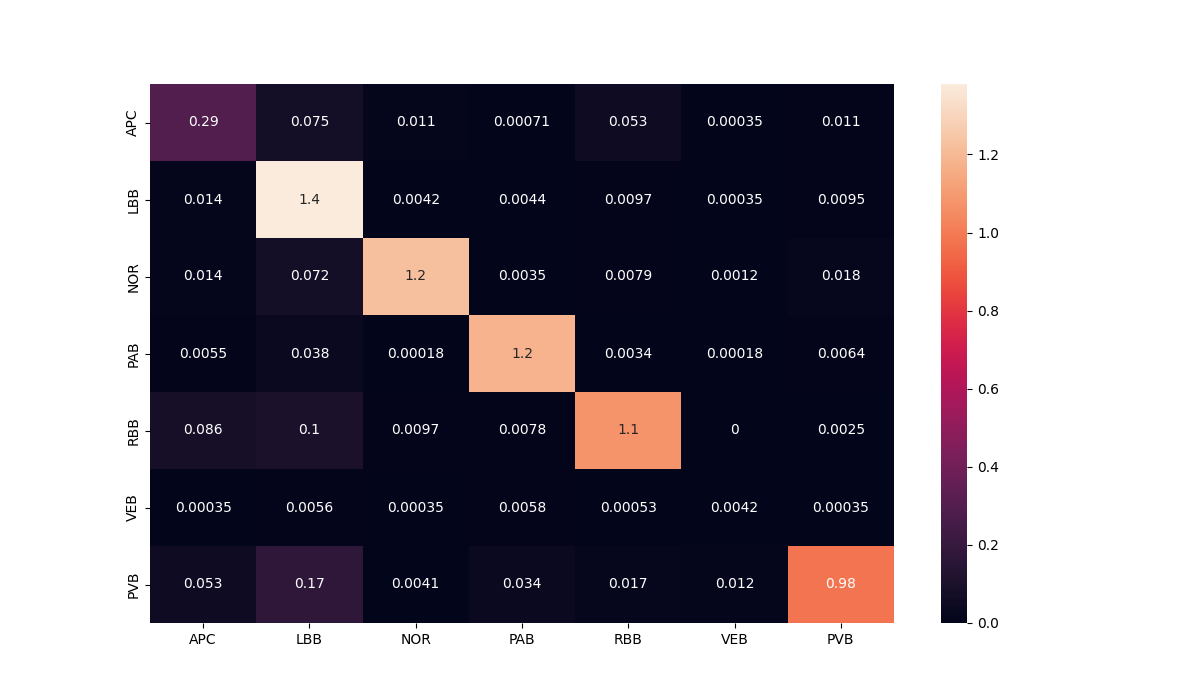 APC 0.29 0.075 0.011 0.00071 0.053 0.00035 0.011
1.2
LBB 0.014 1.4 0.0042 0.0044 0.0097 0.00035 0.0095
1.0
NOR 0.014 0.072 1.2 0.0035 0.0079 0.0012 0.018
0.8
PAB 0.0055 0.038 0.00018 1.2 0.0034 0.00018 0.0064
0.6
RBB 0.086 0.1 0.0097 0.0078 1.1 0 0.0025
0.4
VEB 0.00035 0.0056 0.00035 0.0058 0.00053 0.0042 0.00035
0.2
PVB 0.053 0.17 0.0041 0.034 0.017 0.012 0.98
0.0
APC LBB NOR PAB RBB VEB PVB